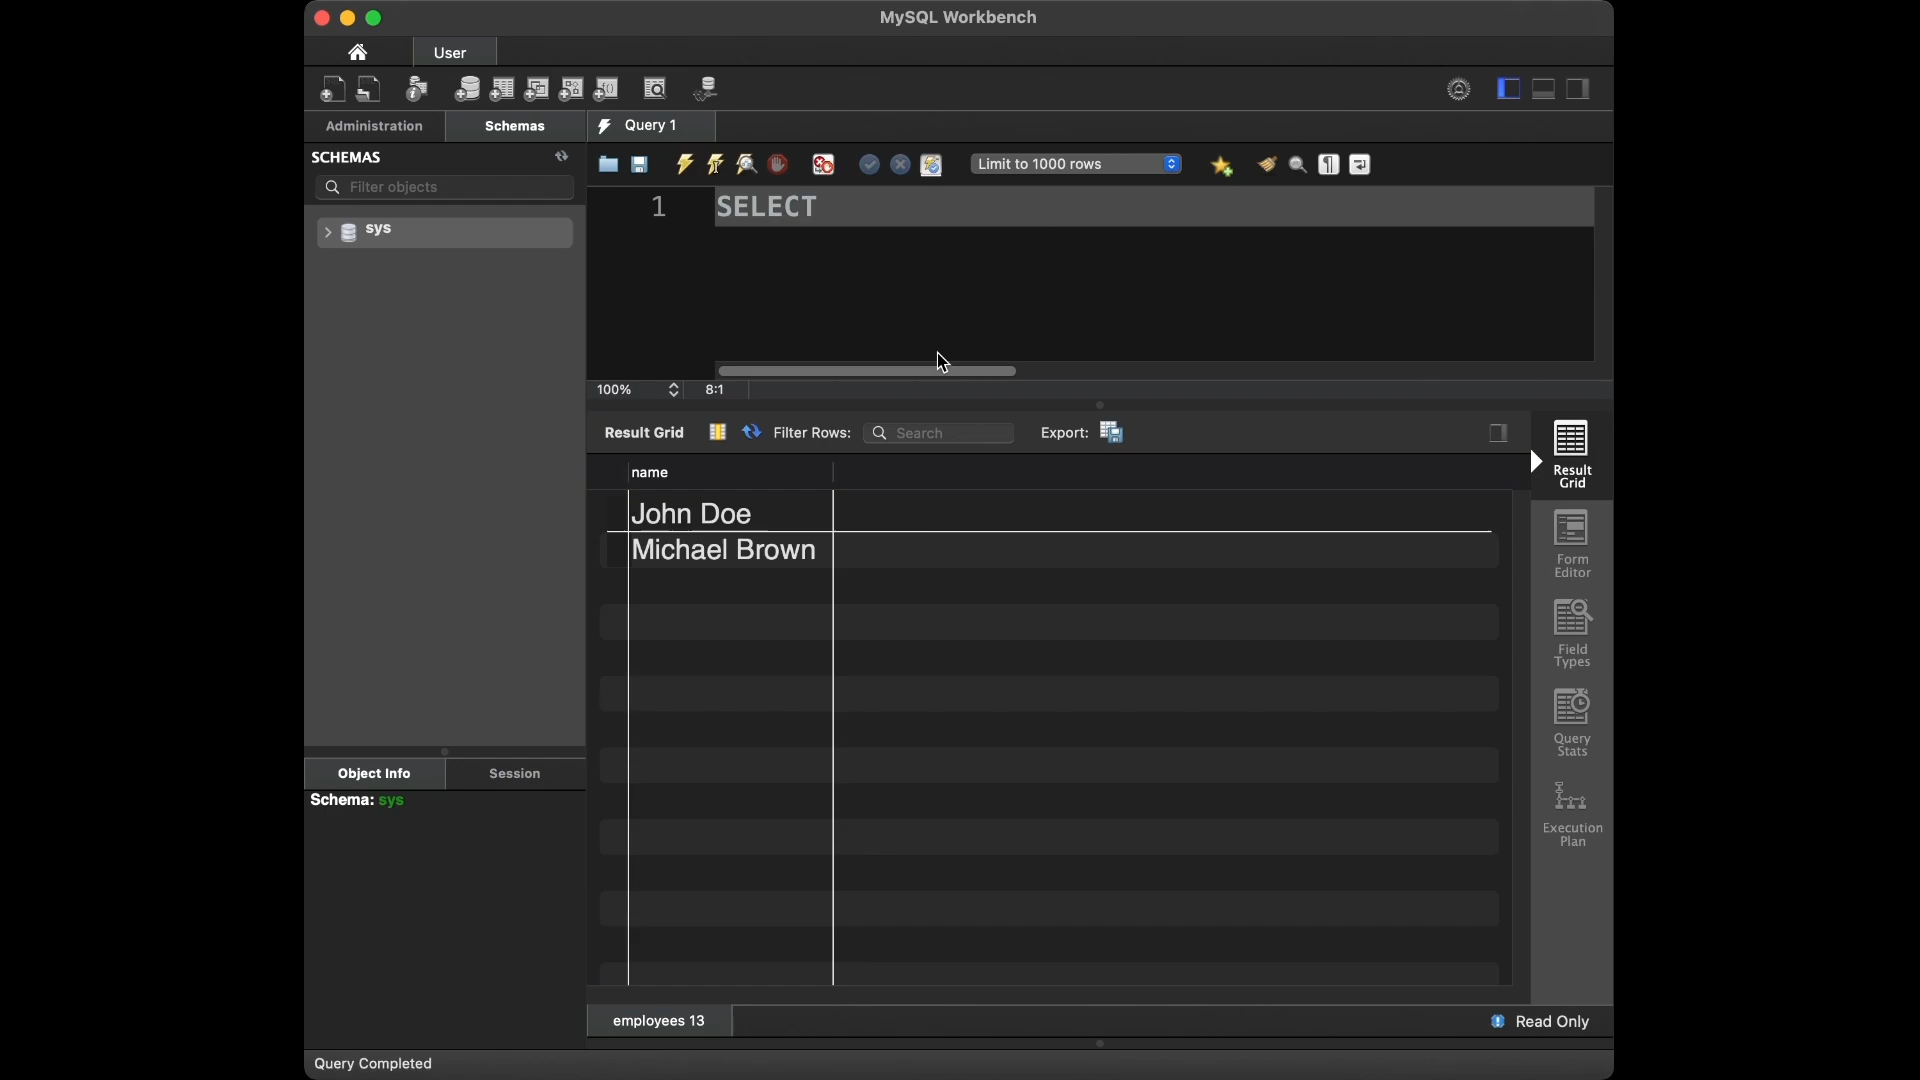 MySQL Workbench
User
Administration
Schemas
Query 1
SCHEMAS
Filter objects
Limit to 1000 rows
1
SELECT
sys
100%
8:1
Result Grid
Filter Rows:
Search
Export:
Result
Grid
name
John Doe
Michael Brown
Form
Editor
Field
Types
Query
Stats
Execution
Plan
Object Info
Session
Schema: sys
employees 13
Read Only
Query Completed